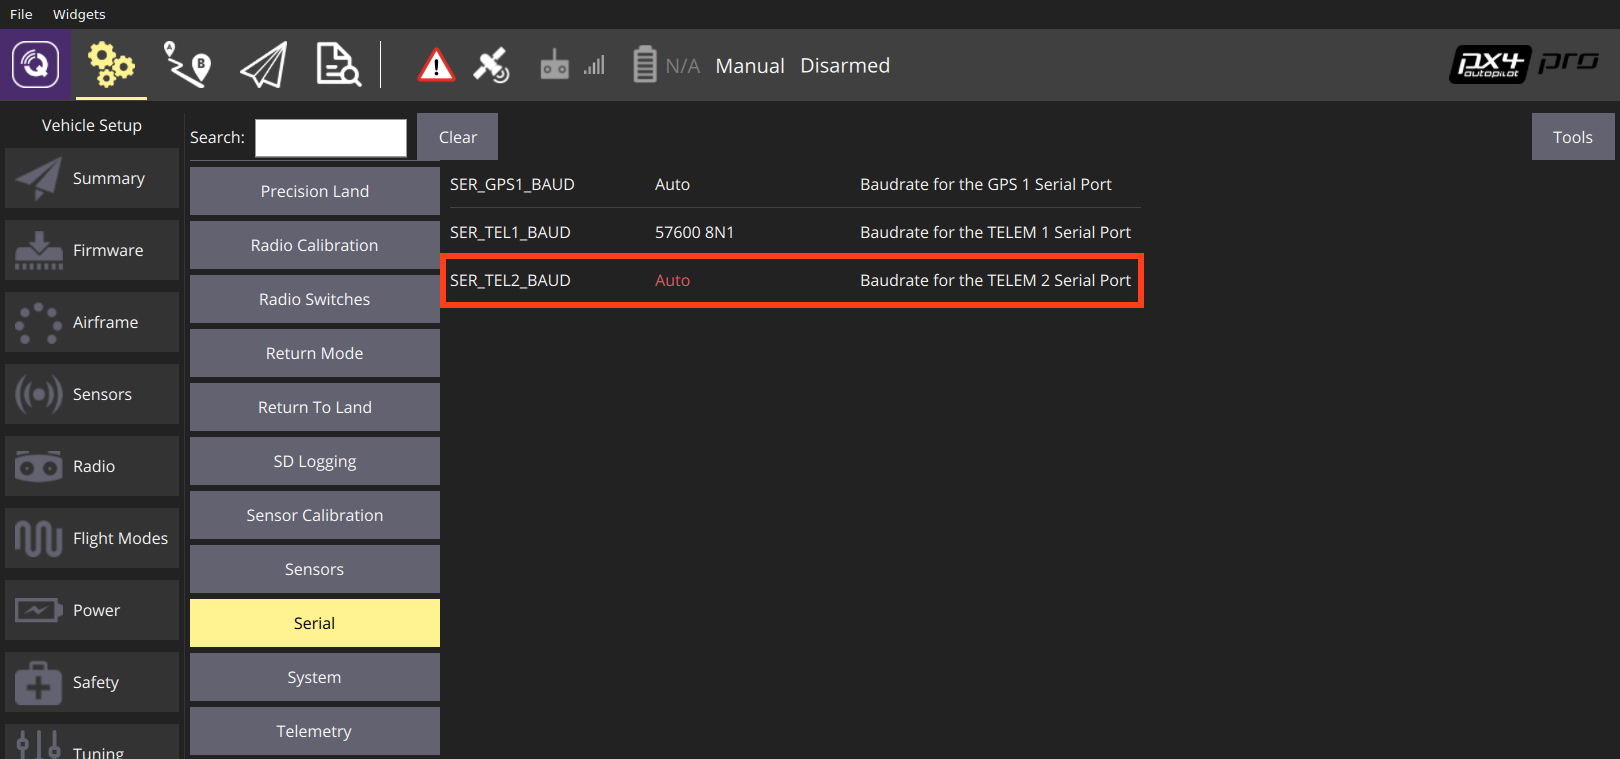 File Widgets
A B N/A Manual Disarmed px4 autopilot pro
Vehicle Setup
Summary
Firmware
Airframe
Sensors
Radio
Flight Modes
Power
Safety
Tuning
Search: Clear Tools
Precision Land
Radio Calibration
Radio Switches
Return Mode
Return To Land
SD Logging
Sensor Calibration
Sensors
Serial
System
Telemetry
SER_GPS1_BAUD Auto Baudrate for the GPS 1 Serial Port
SER_TEL1_BAUD 57600 8N1 Baudrate for the TELEM 1 Serial Port
SER_TEL2_BAUD Auto Baudrate for the TELEM 2 Serial Port